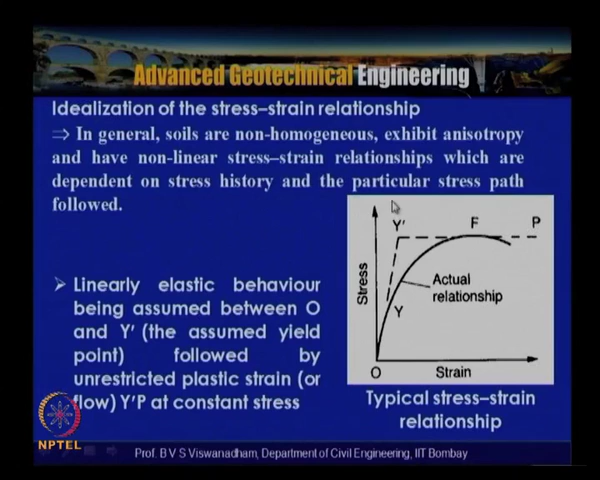 Advanced Geotechnical Engineering
Idealization of the stress–strain relationship
⇒ In general, soils are non-homogeneous, exhibit anisotropy
and have non-linear stress–strain relationships which are
dependent on stress history and the particular stress path
followed.
➢ Linearly elastic behaviour
being assumed between O
and Y′ (the assumed yield
point) followed by
unrestricted plastic strain (or
flow) Y′P at constant stress
Y′
F
P
Stress
Actual
relationship
Y
O
Strain
Typical stress–strain
relationship
NPTEL
Prof. B V S Viswanadham, Department of Civil Engineering, IIT Bombay